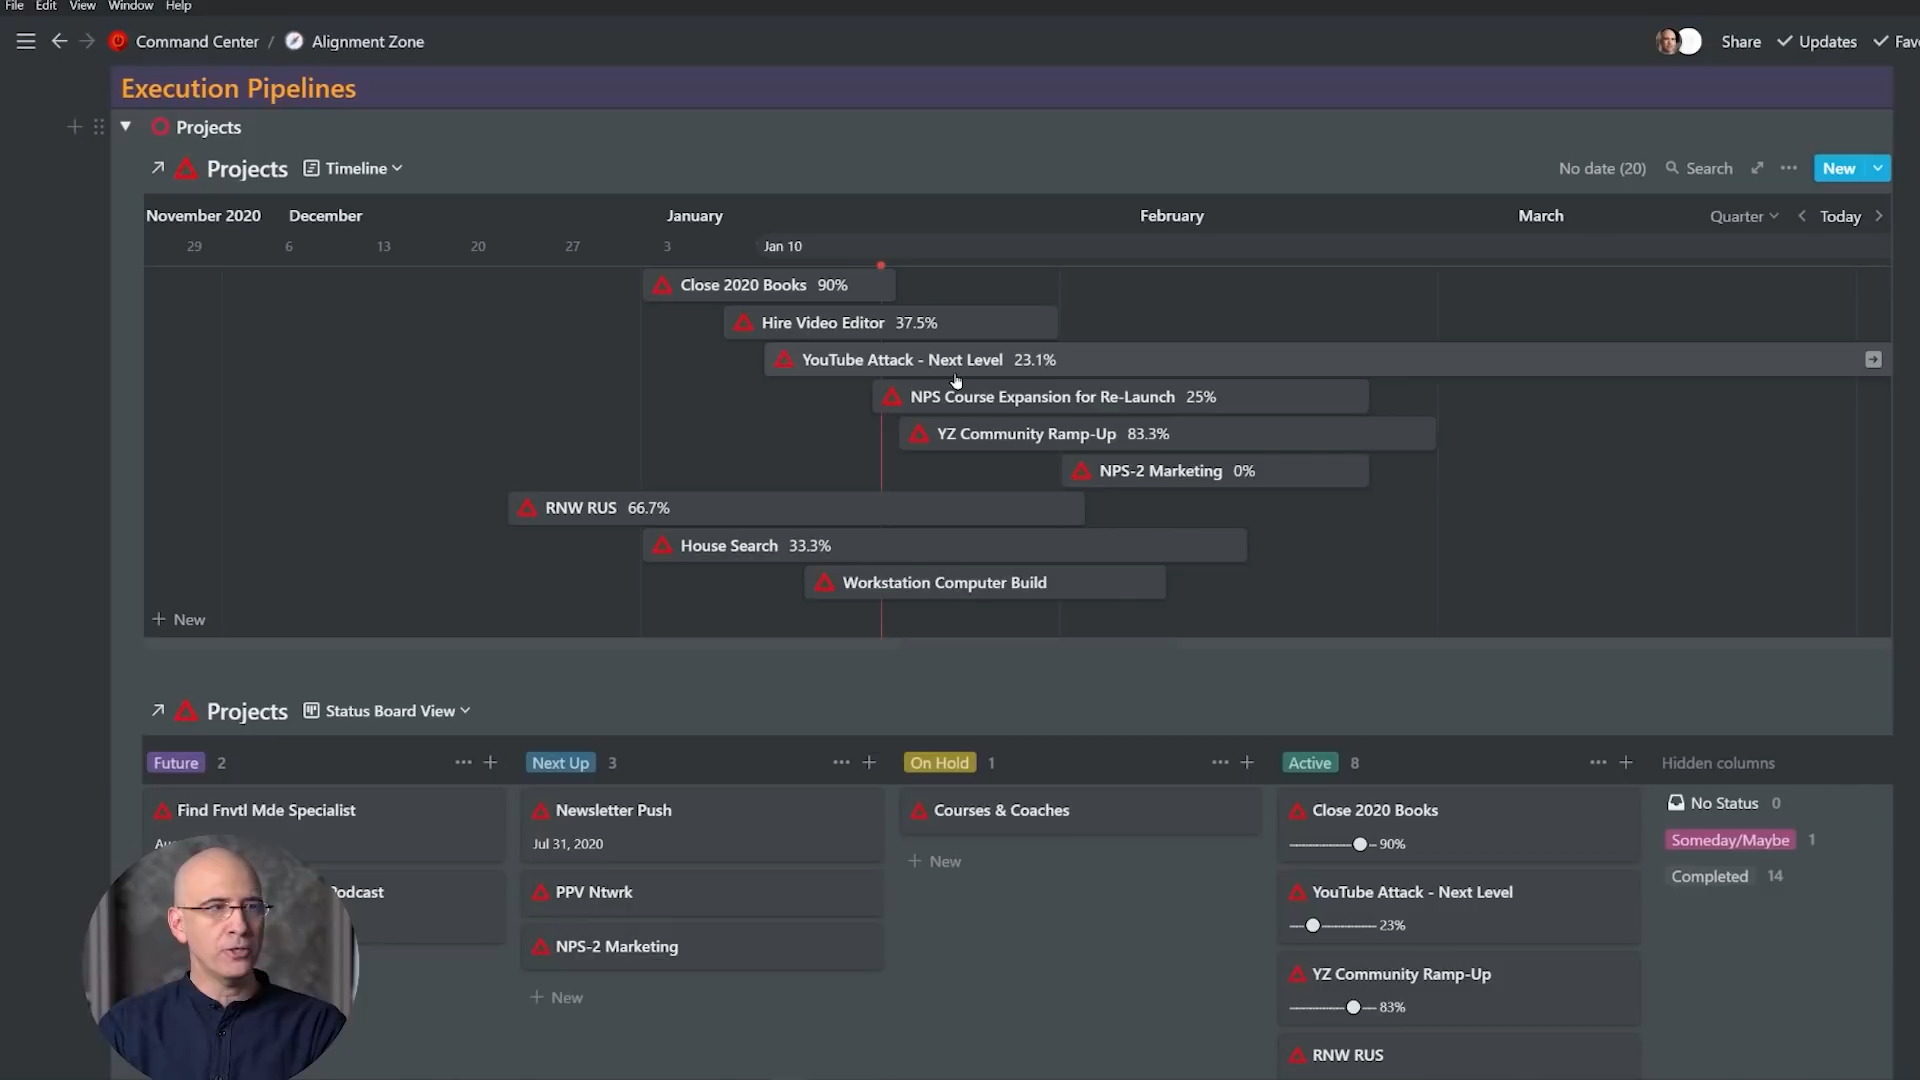 File Edit View Window Help
Command Center / Alignment Zone Share Updates
Execution Pipelines
Projects
Projects Timeline No date (20) Search New
November 2020 December January February March Quarter Today
29 6 13 20 27 3 Jan 10
Close 2020 Books 90%
Hire Video Editor 37.5%
YouTube Attack - Next Level 23.1%
NPS Course Expansion for Re-Launch 25%
YZ Community Ramp-Up 83.3%
NPS-2 Marketing 0%
RNW RUS 66.7%
House Search 33.3%
Workstation Computer Build
+ New
Projects Status Board View
Future 2 ... + Next Up 3 ... + On Hold 1 ... + Active 8 ... + Hidden columns
Find Fnvtl Mde Specialist Newsletter Push Courses & Coaches Close 2020 Books No Status 0
Jul 31, 2020 90% Someday/Maybe 1
+ New Completed 14
Podcast PPV Ntwrk YouTube Attack - Next Level
23%
NPS-2 Marketing YZ Community Ramp-Up
+ New 83%
RNW RUS